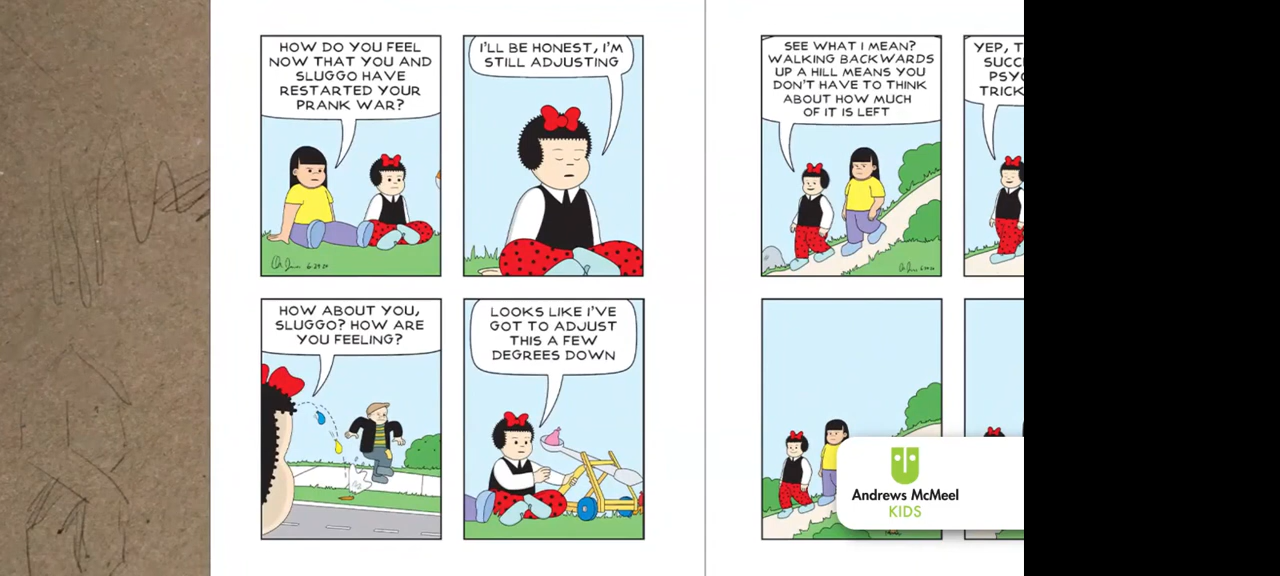 HOW DO YOU FEEL
NOW THAT YOU AND
SLUGGO HAVE
RESTARTED YOUR
PRANK WAR?
I'LL BE HONEST, I'M
STILL ADJUSTING
HOW ABOUT YOU,
SLUGGO? HOW ARE
YOU FEELING?
LOOKS LIKE I'VE
GOT TO ADJUST
THIS A FEW
DEGREES DOWN
SEE WHAT I MEAN?
WALKING BACKWARDS
UP A HILL MEANS YOU
DON'T HAVE TO THINK
ABOUT HOW MUCH
OF IT IS LEFT
YEP,
Andrews McMeel
KIDS